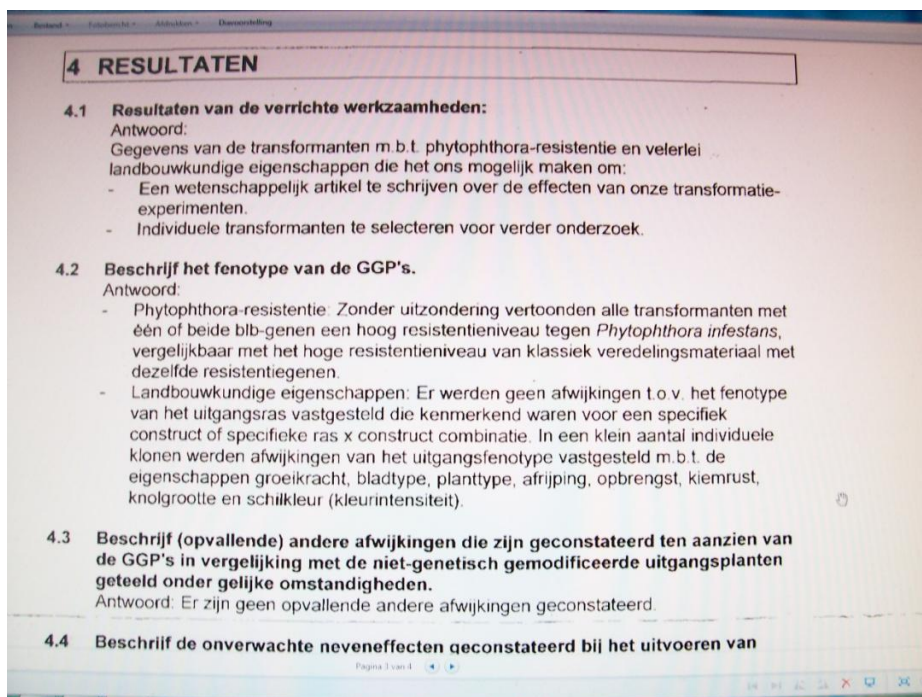 Bestand
Afdrukken
Diavoorstelling
4 RESULTATEN
4.1 Resultaten van de verrichte werkzaamheden:
Antwoord:
Gegevens van de transformanten m.b.t. phytophthora-resistentie en velerlei
landbouwkundige eigenschappen die het ons mogelijk maken om:
- Een wetenschappelijk artikel te schrijven over de effecten van onze transformatie-
experimenten.
- Individuele transformanten te selecteren voor verder onderzoek.
4.2 Beschrijf het fenotype van de GGP's.
Antwoord:
- Phytophthora-resistentie: Zonder uitzondering vertoonden alle transformanten met
één of beide blb-genen een hoog resistentieniveau tegen Phytophthora infestans,
vergelijkbaar met het hoge resistentieniveau van klassiek veredelingsmateriaal met
dezelfde resistentiegenen.
- Landbouwkundige eigenschappen: Er werden geen afwijkingen t.o.v. het fenotype
van het uitgangsras vastgesteld die kenmerkend waren voor een specifiek
construct of specifieke ras x construct combinatie. In een klein aantal individuele
klonen werden afwijkingen van het uitgangsfenotype vastgesteld m.b.t. de
eigenschappen groeikracht, bladtype, planttype, afrijping, opbrengst, kiemrust,
knolgrootte en schilkleur (kleurintensiteit).
4.3 Beschrijf (opvallende) andere afwijkingen die zijn geconstateerd ten aanzien van
de GGP's in vergelijking met de niet-genetisch gemodificeerde uitgangsplanten
geteeld onder gelijke omstandigheden.
Antwoord: Er zijn geen opvallende andere afwijkingen geconstateerd.
4.4 Beschrijf de onverwachte neveneffecten geconstateerd bij het uitvoeren van
Pagina 3 van 4